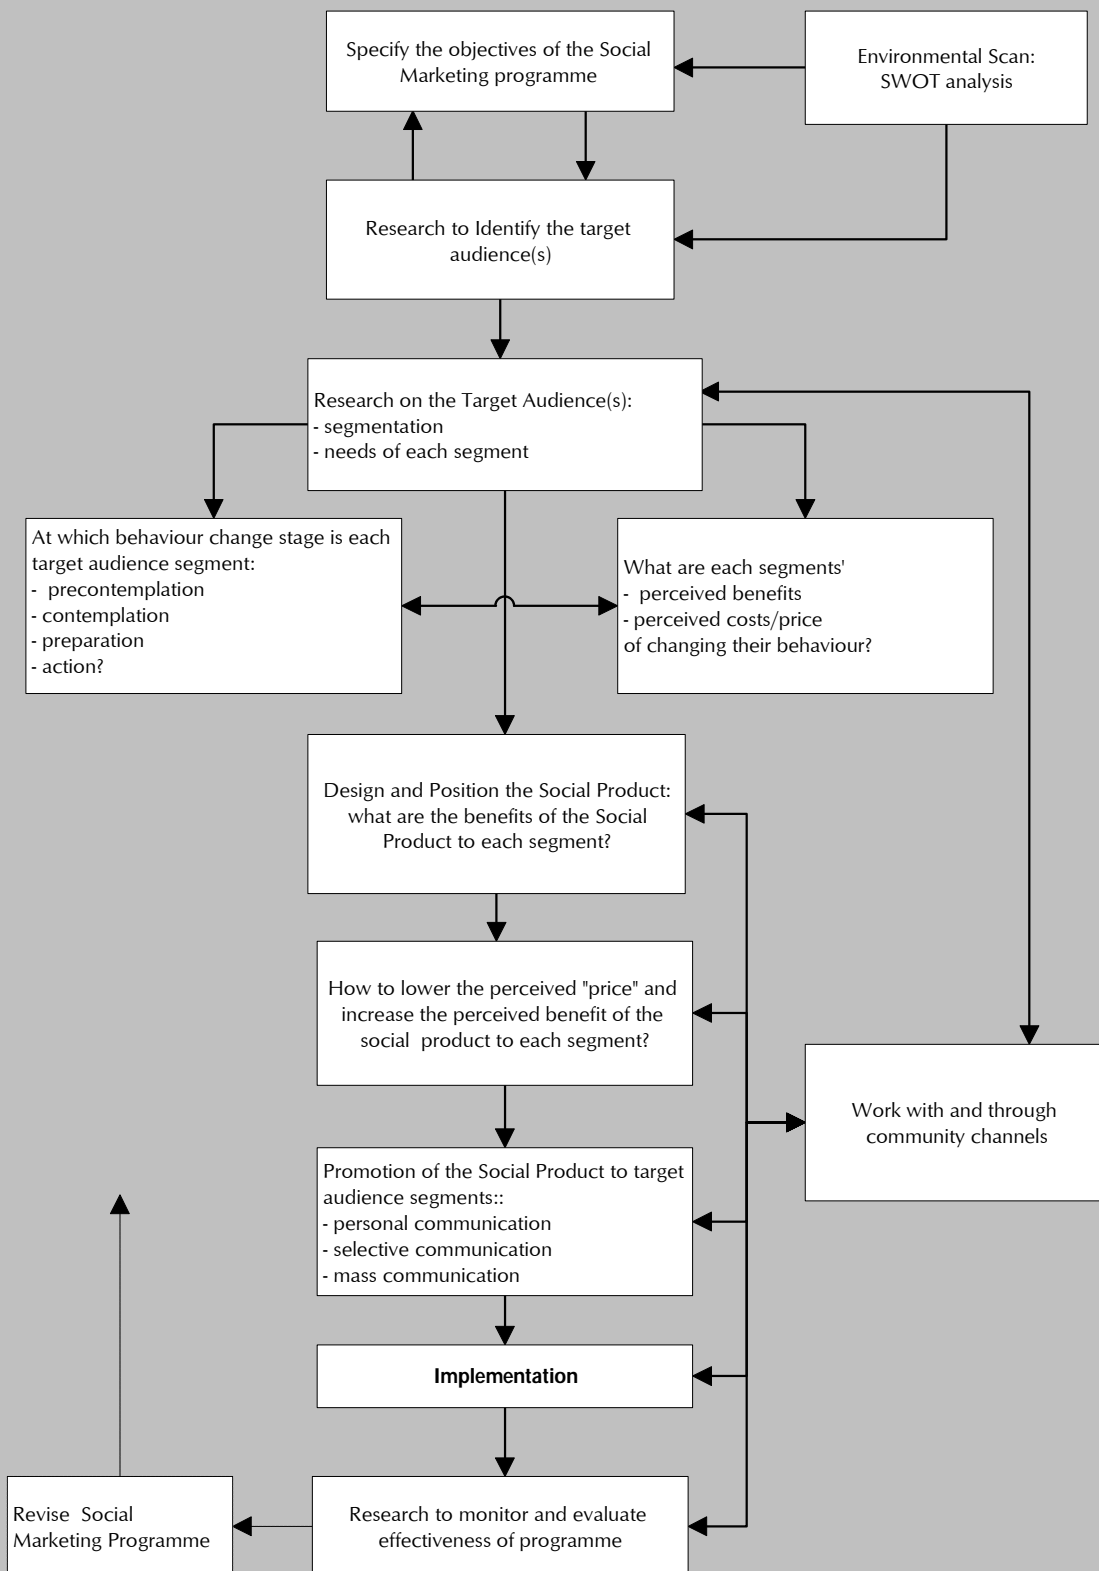 Specify the objectives of the Social
Marketing programme
Environmental Scan:
SWOT analysis
Research to Identify the target
audience(s)
Research on the Target Audience(s):
- segmentation
- needs of each segment
At which behaviour change stage is each
target audience segment:
- precontemplation
- contemplation
- preparation
- action?
What are each segments'
- perceived benefits
- perceived costs/price
of changing their behaviour?
Design and Position the Social Product:
what are the benefits of the Social
Product to each segment?
How to lower the perceived "price" and
increase the perceived benefit of the
social product to each segment?
Work with and through
community channels
Promotion of the Social Product to target
audience segments::
- personal communication
- selective communication
- mass communication
Implementation
Revise Social
Marketing Programme
Research to monitor and evaluate
effectiveness of programme